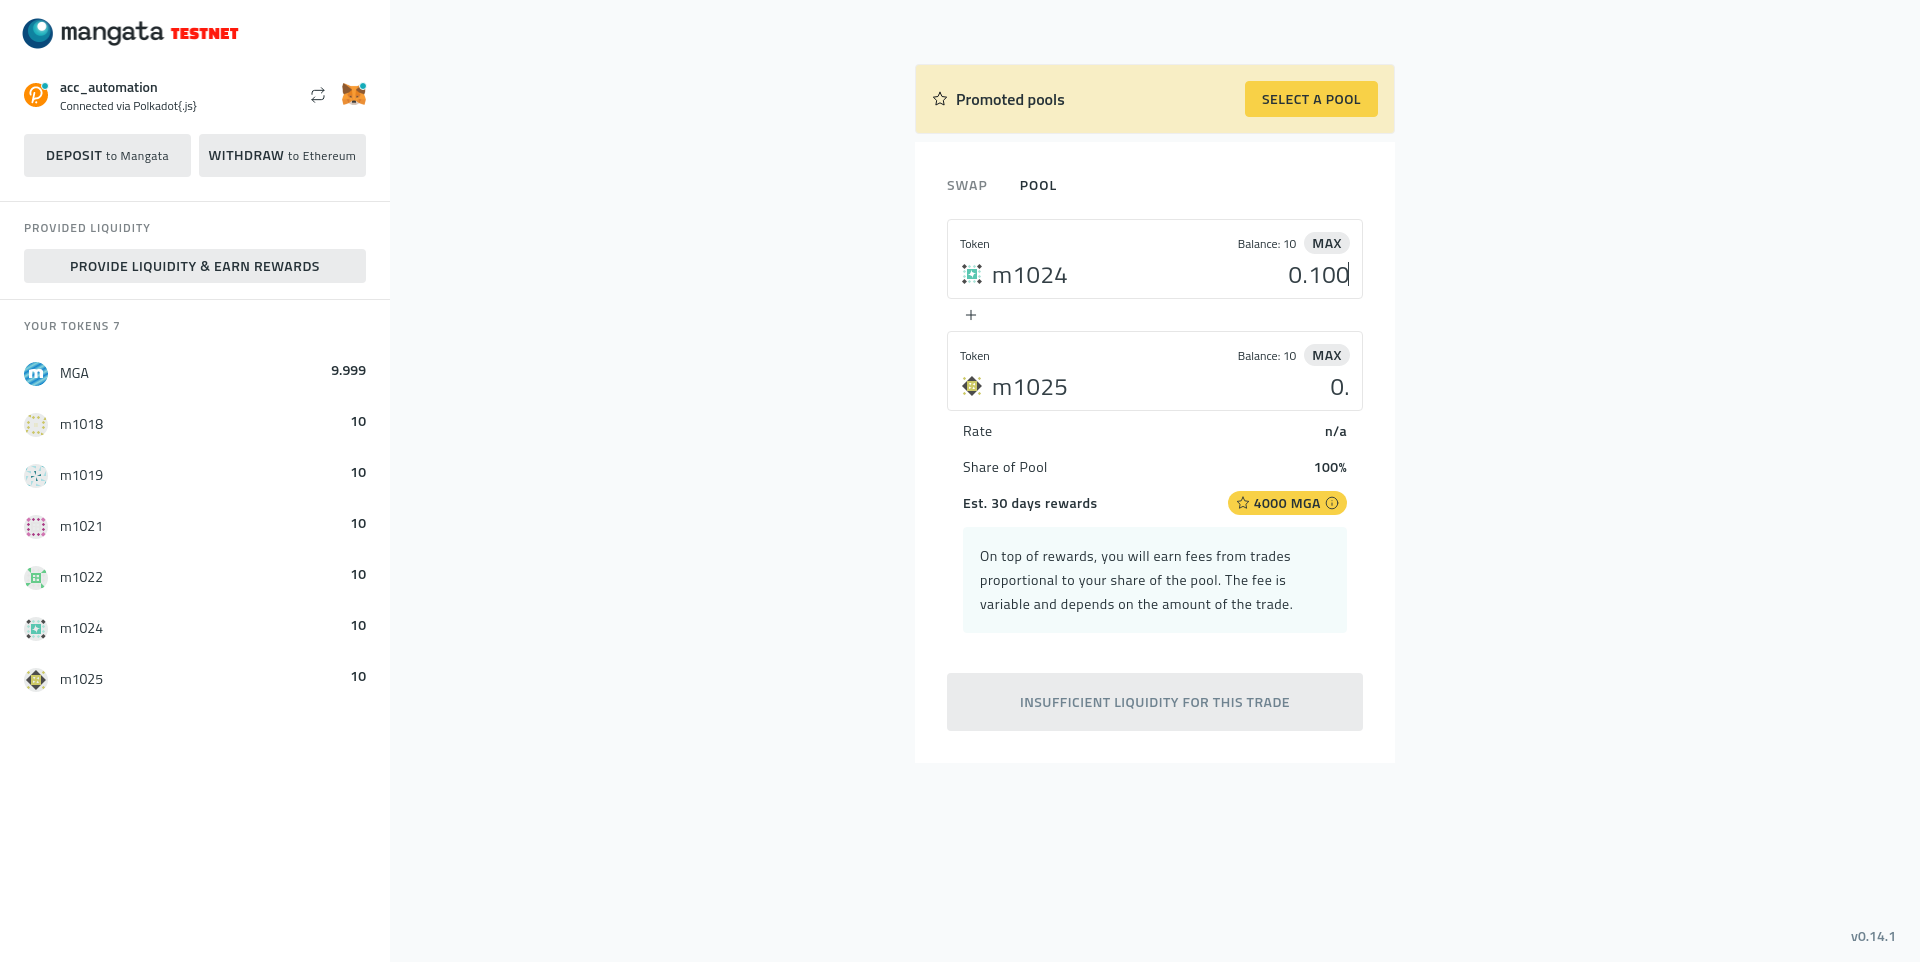 mangata TESTNET
acc_automation
Connected via Polkadot{.js}
DEPOSIT to Mangata
WITHDRAW to Ethereum
PROVIDED LIQUIDITY
PROVIDE LIQUIDITY & EARN REWARDS
YOUR TOKENS 7
MGA 9.999
m1018 10
m1019 10
m1021 10
m1022 10
m1024 10
m1025 10
Promoted pools
SELECT A POOL
SWAP POOL
Token Balance: 10 MAX
m1024 0.100
+
Token Balance: 10 MAX
m1025 0.
Rate n/a
Share of Pool 100%
Est. 30 days rewards 4000 MGA
On top of rewards, you will earn fees from trades
proportional to your share of the pool. The fee is
variable and depends on the amount of the trade.
INSUFFICIENT LIQUIDITY FOR THIS TRADE
v0.14.1